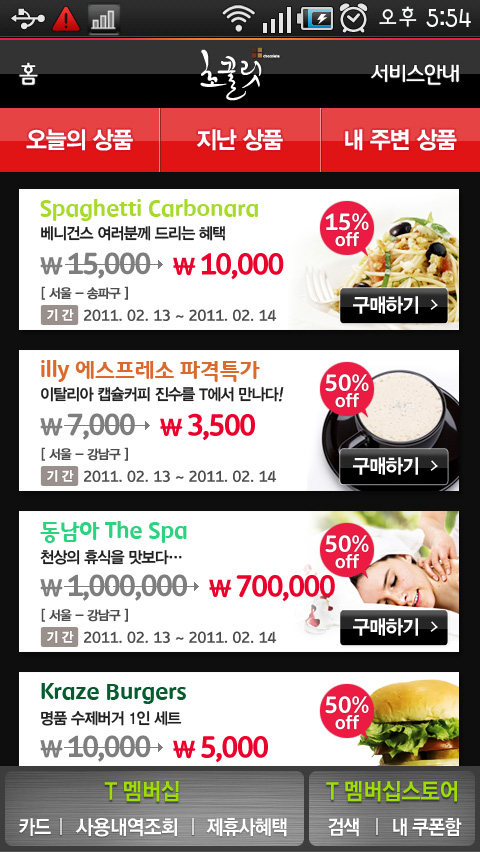 오후 5:54
홈
초콜릿
chocolate
서비스안내
오늘의 상품
지난 상품
내 주변 상품
Spaghetti Carbonara
베니건스 여러분께 드리는 혜택
₩ 15,000 ₩ 10,000
[ 서울 – 송파구 ]
기 간 2011. 02. 13 ~ 2011. 02. 14
15%
off
구매하기 >
illy 에스프레소 파격특가
이탈리아 캡슐커피 진수를 T에서 만나다!
₩ 7,000 ₩ 3,500
[ 서울 – 강남구 ]
기 간 2011. 02. 13 ~ 2011. 02. 14
50%
off
구매하기 >
동남아 The Spa
천상의 휴식을 맛보다…
₩ 1,000,000 ₩ 700,000
[ 서울 – 강남구 ]
기 간 2011. 02. 13 ~ 2011. 02. 14
50%
off
구매하기 >
Kraze Burgers
명품 수제버거 1인 세트
₩ 10,000 ₩ 5,000
50%
off
T 멤버십
카드 | 사용내역조회 | 제휴사혜택
T 멤버십스토어
검색 | 내 쿠폰함